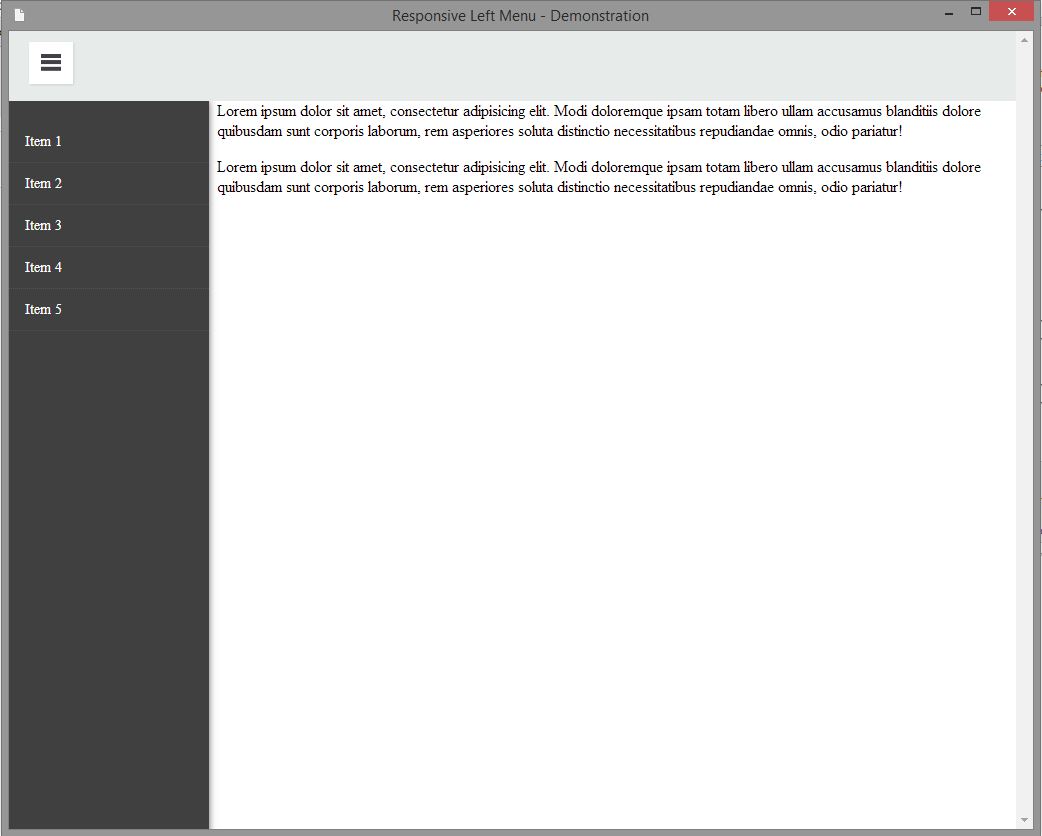 Responsive Left Menu - Demonstration
Item 1
Item 2
Item 3
Item 4
Item 5
Lorem ipsum dolor sit amet, consectetur adipisicing elit. Modi doloremque ipsam totam libero ullam accusamus blanditiis dolore
quibusdam sunt corporis laborum, rem asperiores soluta distinctio necessitatibus repudiandae omnis, odio pariatur!
Lorem ipsum dolor sit amet, consectetur adipisicing elit. Modi doloremque ipsam totam libero ullam accusamus blanditiis dolore
quibusdam sunt corporis laborum, rem asperiores soluta distinctio necessitatibus repudiandae omnis, odio pariatur!